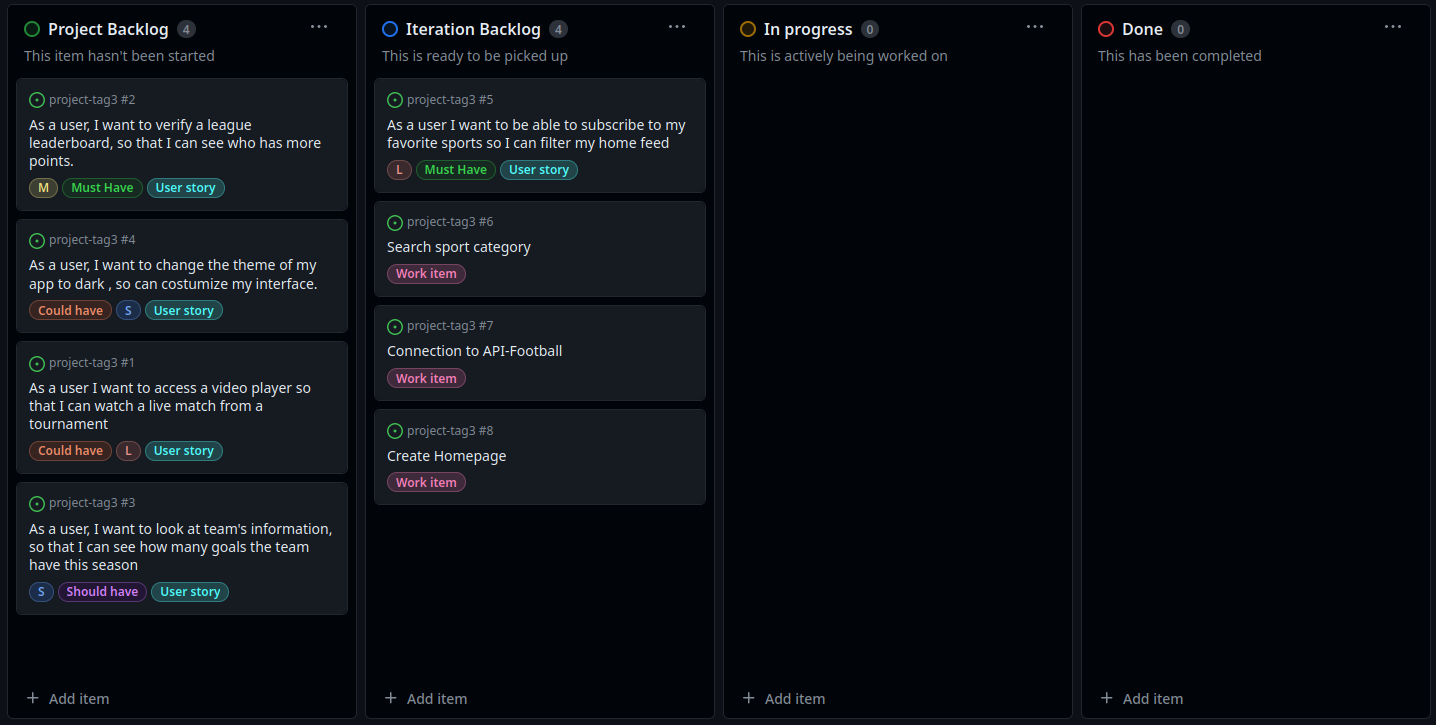 Project Backlog 4 ...
This item hasn't been started
project-tag3 #2
As a user, I want to verify a league
leaderboard, so that I can see who has more
points.
M Must Have User story
project-tag3 #4
As a user, I want to change the theme of my
app to dark , so can costumize my interface.
Could have S User story
project-tag3 #1
As a user I want to access a video player so
that I can watch a live match from a
tournament
Could have L User story
project-tag3 #3
As a user, I want to look at team's information,
so that I can see how many goals the team
have this season
S Should have User story
+ Add item
Iteration Backlog 4 ...
This is ready to be picked up
project-tag3 #5
As a user I want to be able to subscribe to my
favorite sports so I can filter my home feed
L Must Have User story
project-tag3 #6
Search sport category
Work item
project-tag3 #7
Connection to API-Football
Work item
project-tag3 #8
Create Homepage
Work item
+ Add item
In progress 0 ...
This is actively being worked on
+ Add item
Done 0 ...
This has been completed
+ Add item